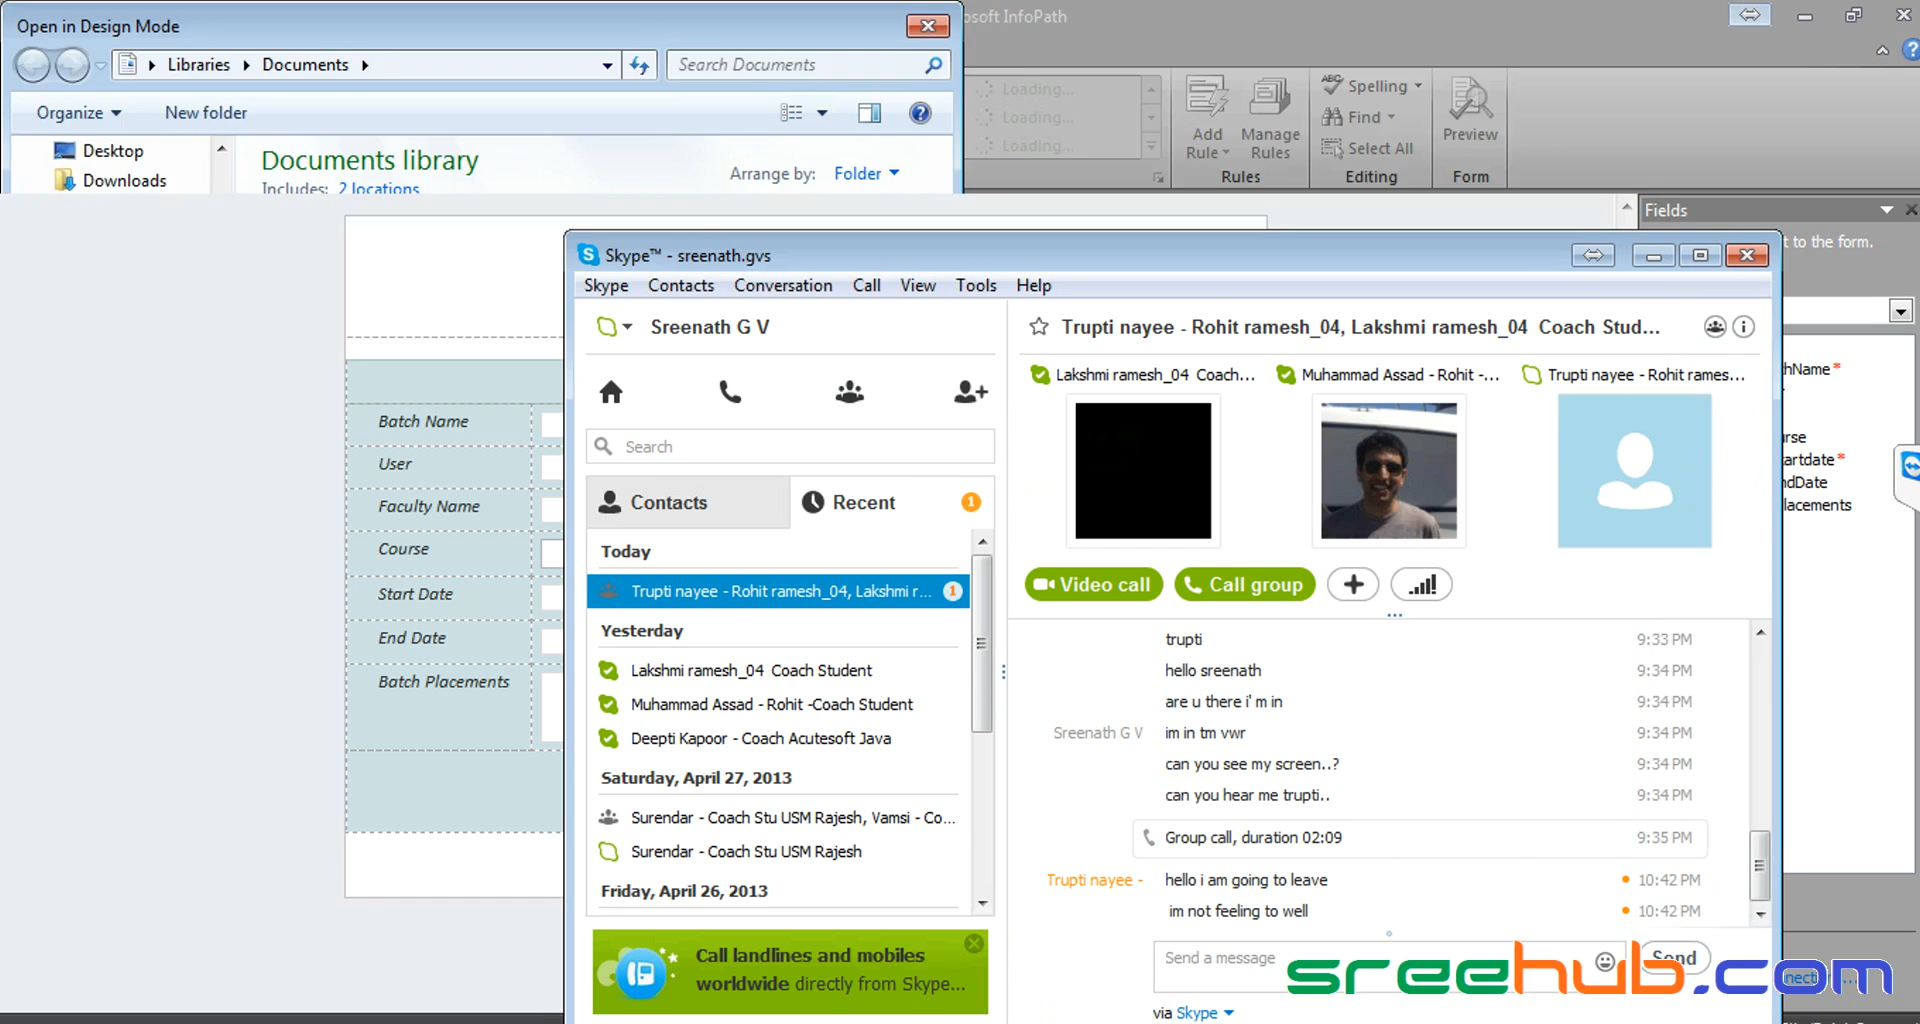 Open in Design Mode
osoft InfoPath
Libraries
Documents
Search Documents
Organize
New folder
Desktop
Downloads
Documents library
Includes: 2 locations
Arrange by: Folder
Loading...
Loading...
Loading...
Add Rule
Manage Rules
Rules
ABC
Spelling
Find
Select All
Editing
Preview
Form
Fields
t to the form.
hName*
rse
artdate*
ndDate
lacements
Batch Name
User
Faculty Name
Course
Start Date
End Date
Batch Placements
Skype™ - sreenath.gvs
Skype Contacts Conversation Call View Tools Help
Sreenath G V
Search
Contacts
Recent
1
Today
Trupti nayee - Rohit ramesh_04, Lakshmi r... 1
Yesterday
Lakshmi ramesh_04 Coach Student
Muhammad Assad - Rohit -Coach Student
Deepti Kapoor - Coach Acutesoft Java
Saturday, April 27, 2013
Surendar - Coach Stu USM Rajesh, Vamsi - Co...
Surendar - Coach Stu USM Rajesh
Friday, April 26, 2013
Call landlines and mobiles
worldwide directly from Skype...
Trupti nayee - Rohit ramesh_04, Lakshmi ramesh_04 Coach Stud...
Lakshmi ramesh_04 Coach...
Muhammad Assad - Rohit -...
Trupti nayee - Rohit rames...
Video call
Call group
trupti 9:33 PM
hello sreenath 9:34 PM
are u there i' m in 9:34 PM
Sreenath G V im in tm vwr 9:34 PM
can you see my screen..? 9:34 PM
can you hear me trupti.. 9:34 PM
Group call, duration 02:09 9:35 PM
Trupti nayee - hello i am going to leave 10:42 PM
im not feeling to well 10:42 PM
Send a message
Send
sreehub.com
via Skype